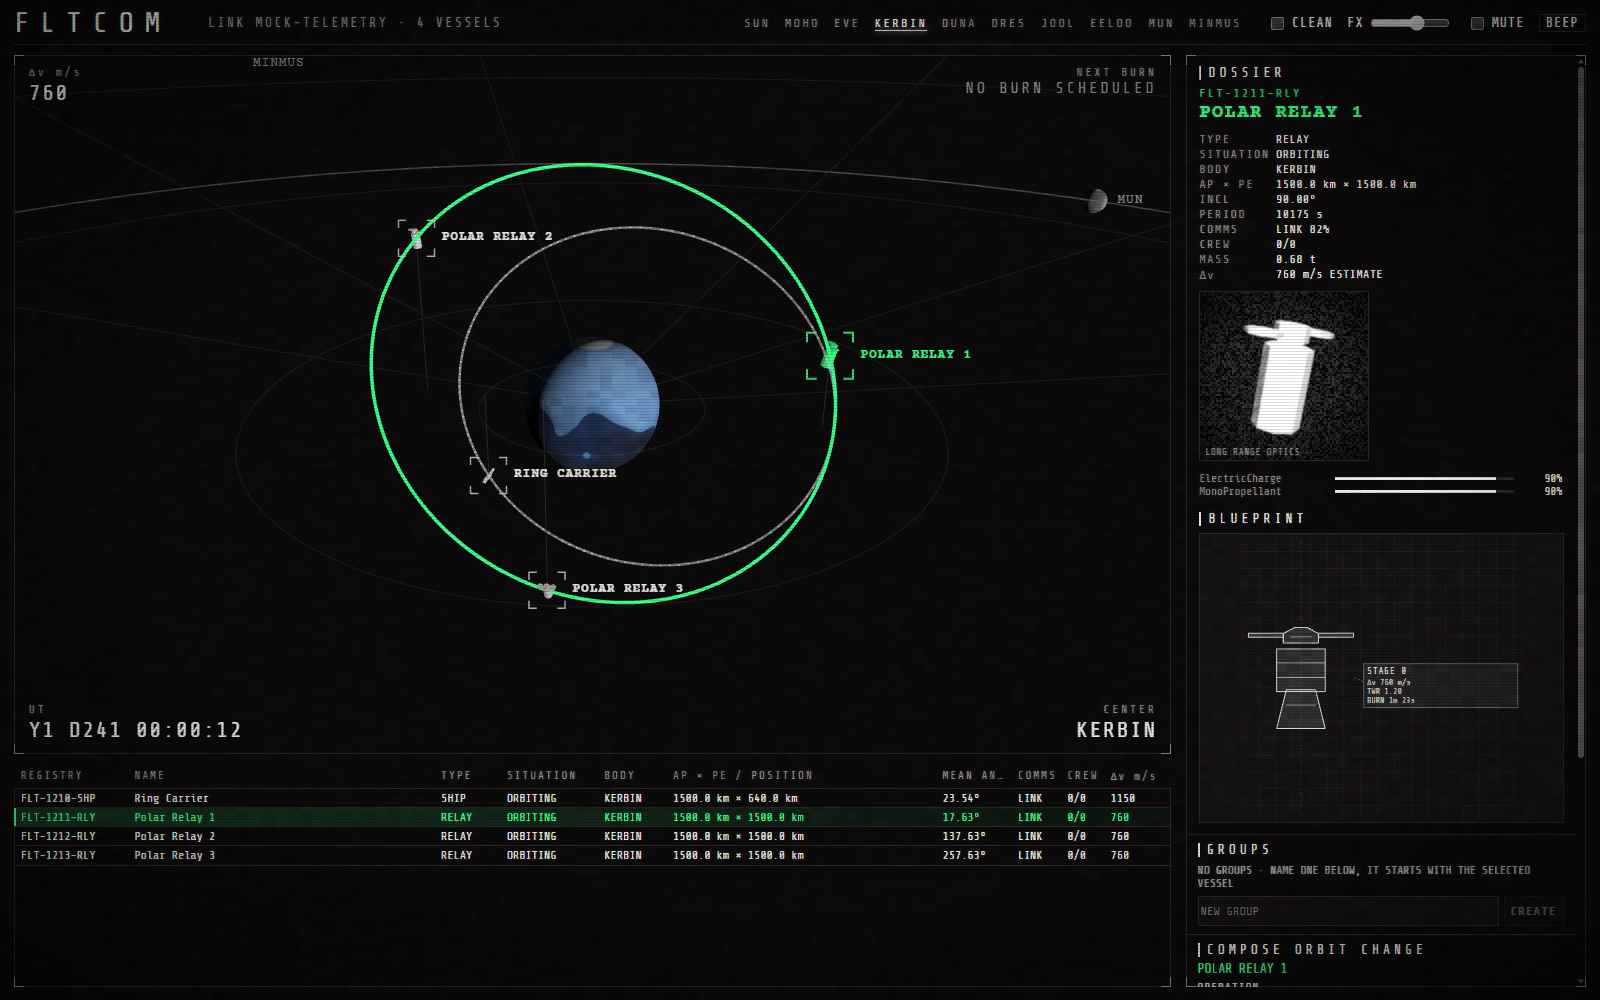 FLTCOM
LINK MOCK-TELEMETRY · 4 VESSELS
SUN MOHO EVE KERBIN DUNA DRES JOOL EELOO MUN MINMUS
CLEAN FX MUTE BEEP
Δv m/s
760
MINMUS
NEXT BURN
NO BURN SCHEDULED
MUN
POLAR RELAY 2
POLAR RELAY 1
RING CARRIER
POLAR RELAY 3
UT
Y1 D241 00:00:12
CENTER
KERBIN
REGISTRY NAME TYPE SITUATION BODY AP × PE / POSITION MEAN AN… COMMS CREW Δv m/s
FLT-1210-SHP Ring Carrier SHIP ORBITING KERBIN 1500.0 km × 640.0 km 23.54° LINK 0/0 1150
FLT-1211-RLY Polar Relay 1 RELAY ORBITING KERBIN 1500.0 km × 1500.0 km 17.63° LINK 0/0 760
FLT-1212-RLY Polar Relay 2 RELAY ORBITING KERBIN 1500.0 km × 1500.0 km 137.63° LINK 0/0 760
FLT-1213-RLY Polar Relay 3 RELAY ORBITING KERBIN 1500.0 km × 1500.0 km 257.63° LINK 0/0 760
DOSSIER
FLT-1211-RLY
POLAR RELAY 1
TYPE RELAY
SITUATION ORBITING
BODY KERBIN
AP × PE 1500.0 km × 1500.0 km
INCL 90.00°
PERIOD 10175 s
COMMS LINK 82%
CREW 0/0
MASS 0.68 t
Δv 760 m/s ESTIMATE
LONG RANGE OPTICS
ElectricCharge 90%
MonoPropellant 90%
BLUEPRINT
STAGE 0
Δv 760 m/s
TWR 1.20
BURN 1m 23s
GROUPS
NO GROUPS · NAME ONE BELOW, IT STARTS WITH THE SELECTED
VESSEL
NEW GROUP CREATE
COMPOSE ORBIT CHANGE
POLAR RELAY 1
OPERATION